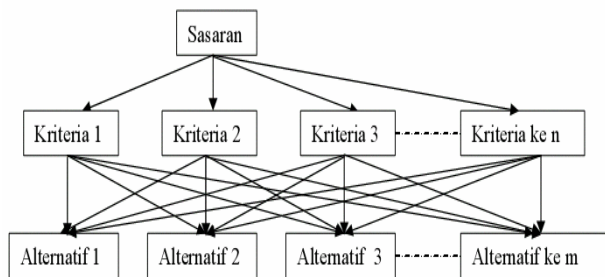 Sasaran
Kriteria 1
Kriteria 2
Kriteria 3
Kriteria ke n
Alternatif 1
Alternatif 2
Alternatif 3
Alternatif ke m